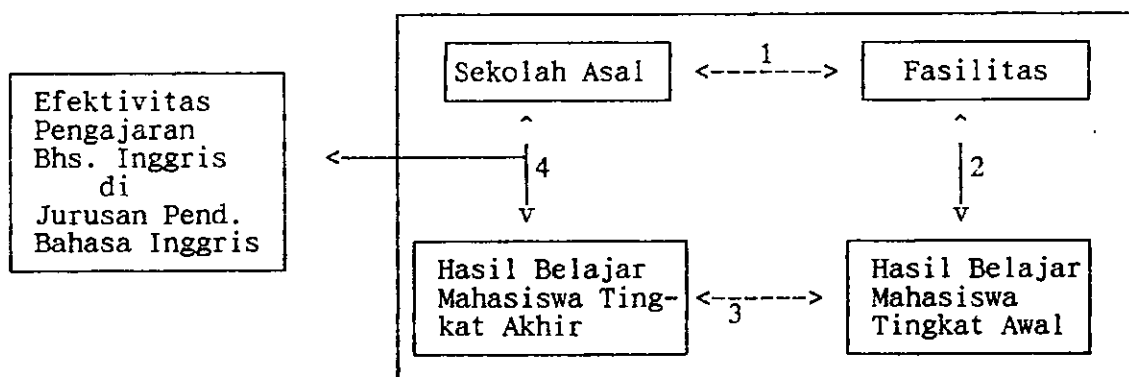 Efektivitas
Pengajaran
Bhs. Inggris
di
Jurusan Pend.
Bahasa Inggris
Sekolah Asal
1
Fasilitas
4
2
Hasil Belajar
Mahasiswa Ting-
kat Akhir
3
Hasil Belajar
Mahasiswa
Tingkat Awal